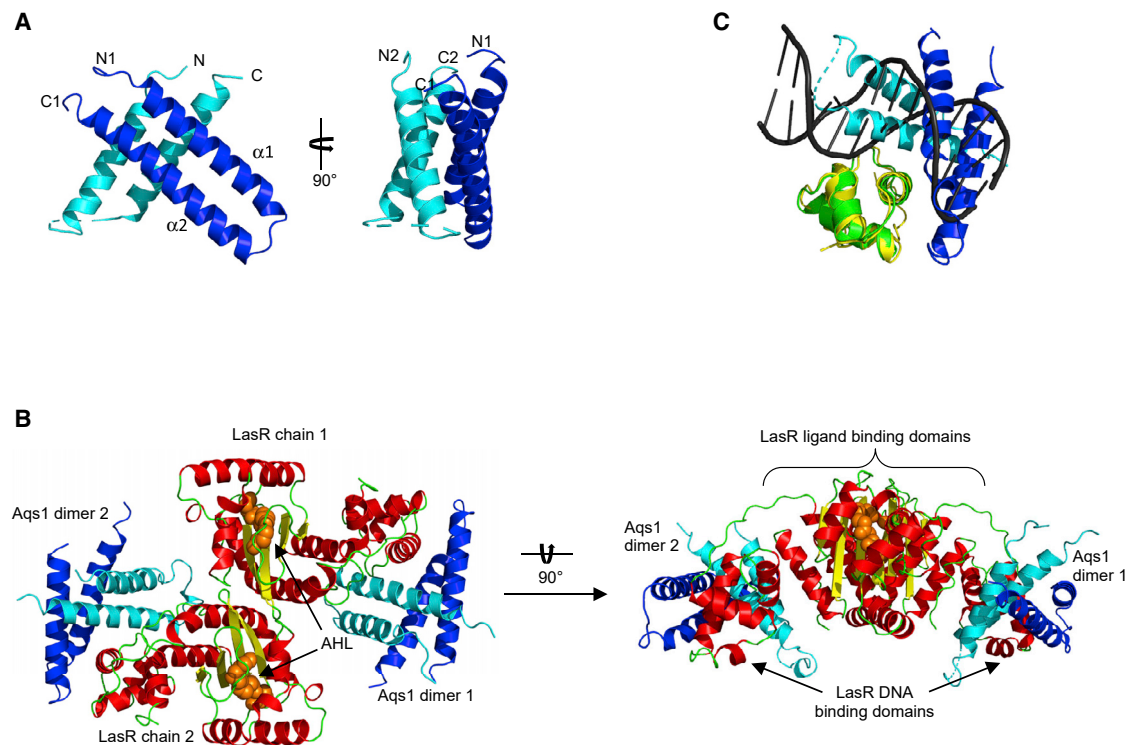 A
N1
N
C
C1
α1
α2
90°
N2
C2
N1
C1
C
B
LasR chain 1
Aqs1 dimer 2
AHL
Aqs1 dimer 1
LasR chain 2
90°
LasR ligand binding domains
Aqs1
dimer 2
Aqs1
dimer 1
LasR DNA
binding domains